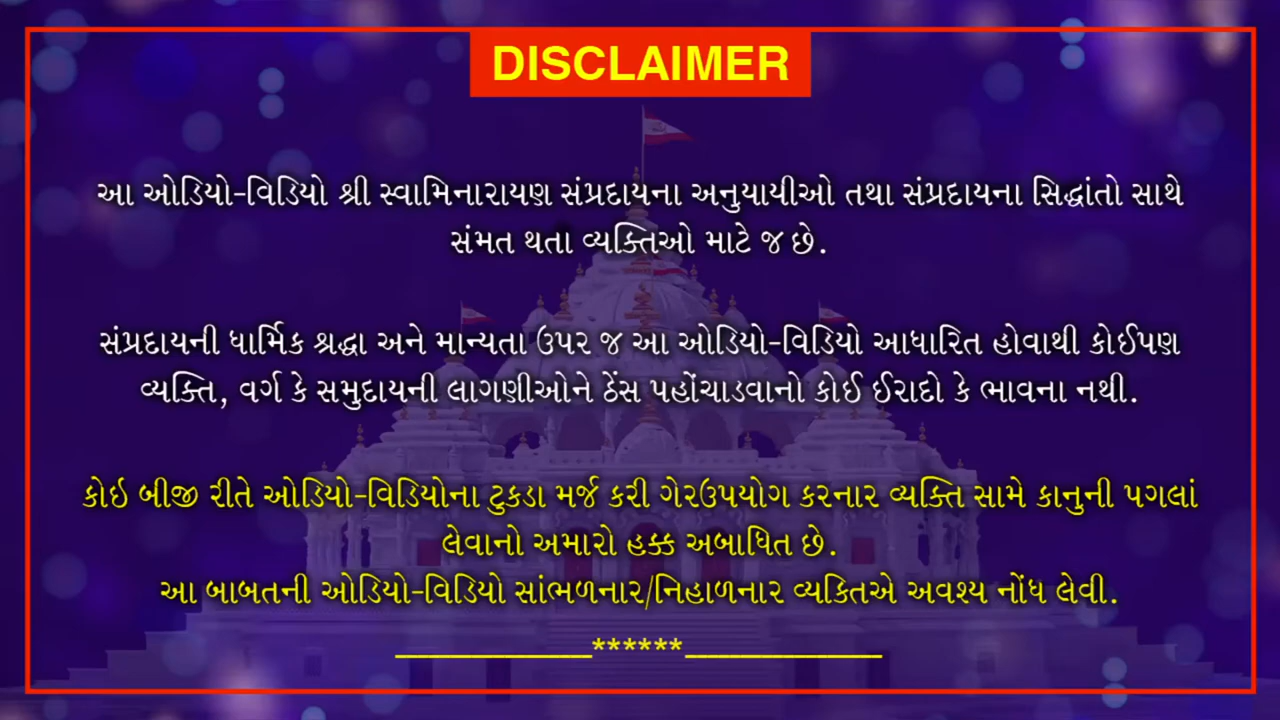 DISCLAIMER
આ ઓડિયો-વિડિયો શ્રી સ્વામિનારાયણ સંપ્રદાયના અનુયાયીઓ તથા સંપ્રદાયના સિદ્ધાંતો સાથે
સંમત થતા વ્યક્તિઓ માટે જ છે.
સંપ્રદાયની ધાર્મિક શ્રદ્ધા અને માન્યતા ઉપર જ આ ઓડિયો-વિડિયો આધારિત હોવાથી કોઈપણ
વ્યક્તિ, વર્ગ કે સમુદાયની લાગણીઓને ઠેંસ પહોંચાડવાનો કોઈ ઈરાદો કે ભાવના નથી.
કોઇ બીજી રીતે ઓડિયો-વિડિયોના ટુકડા મર્જ કરી ગેરઉપયોગ કરનાર વ્યક્તિ સામે કાનુની પગલાં
લેવાનો અમારો હક્ક અબાધિત છે.
આ બાબતની ઓડિયો-વિડિયો સાંભળનાર/નિહાળનાર વ્યકિતએ અવશ્ય નોંધ લેવી.
______________******______________